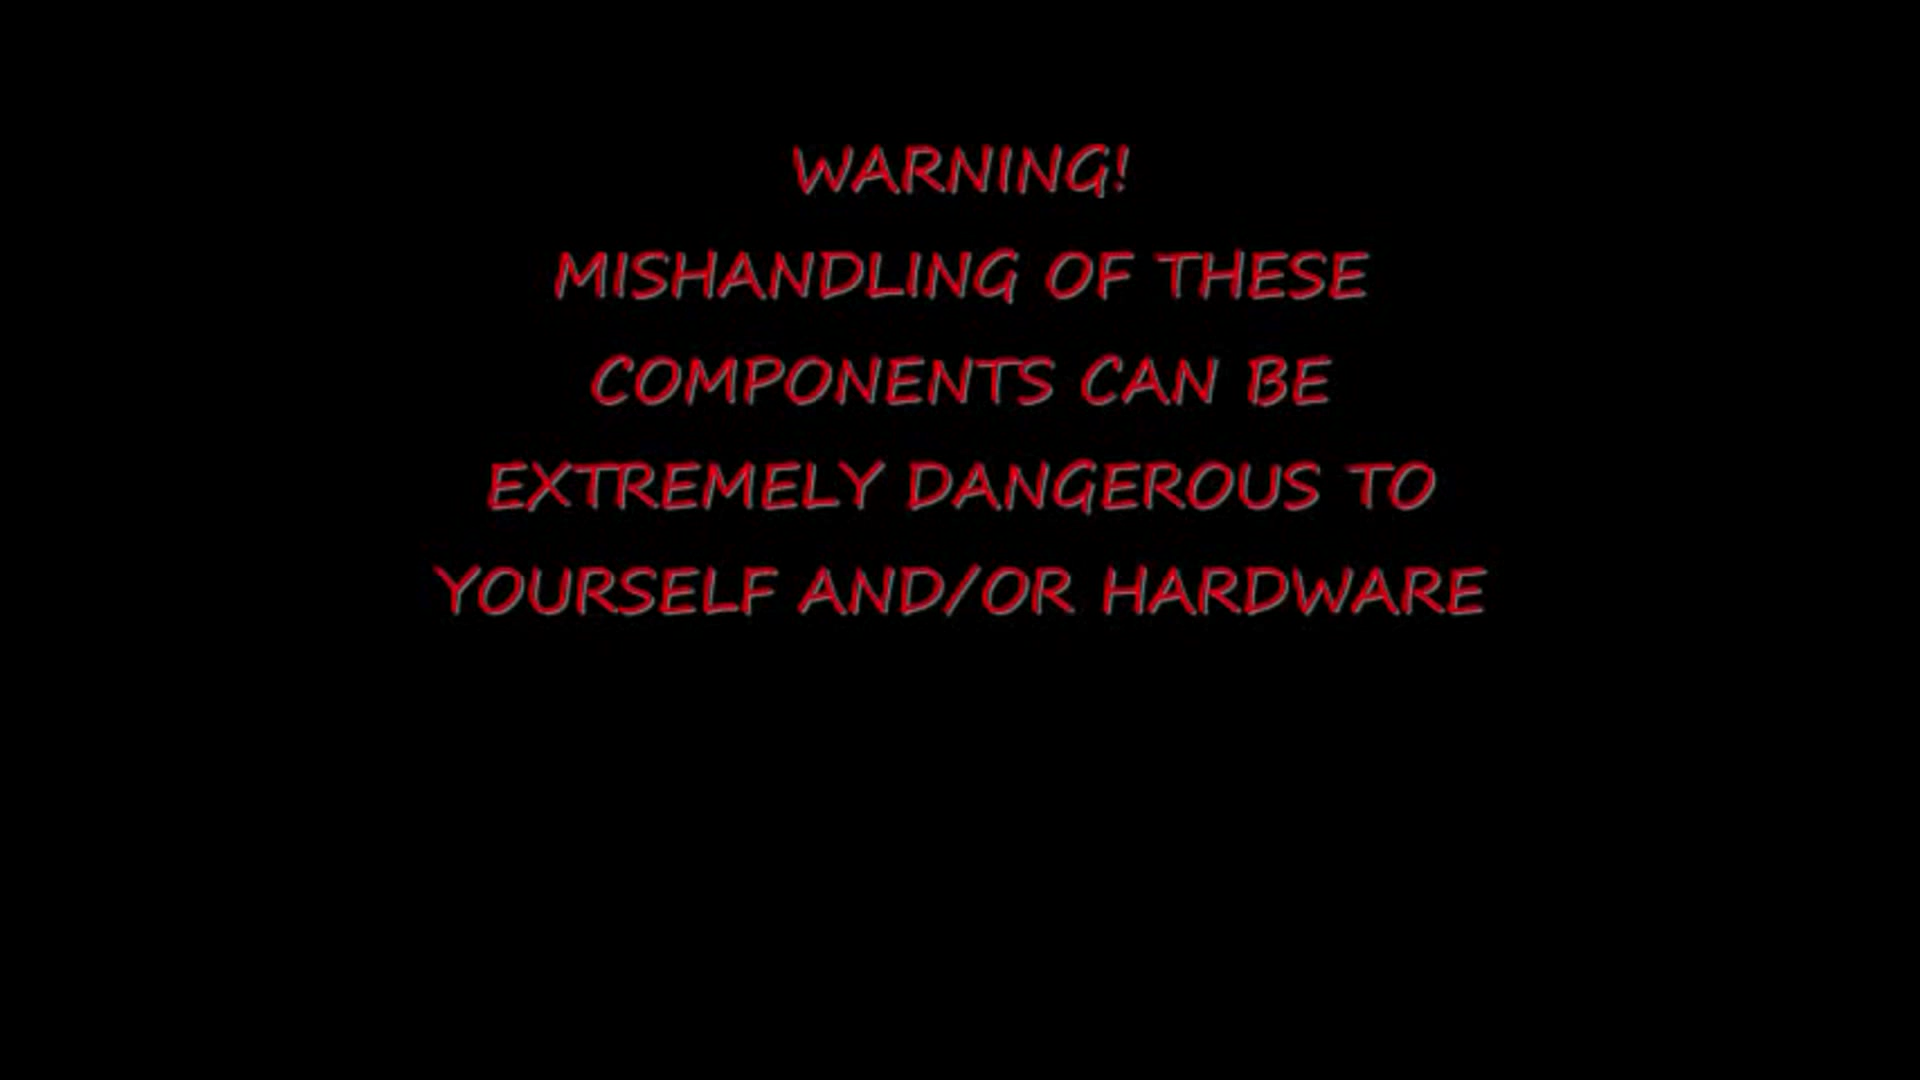 WARNING!
MISHANDLING OF THESE
COMPONENTS CAN BE
EXTREMELY DANGEROUS TO
YOURSELF AND/OR HARDWARE